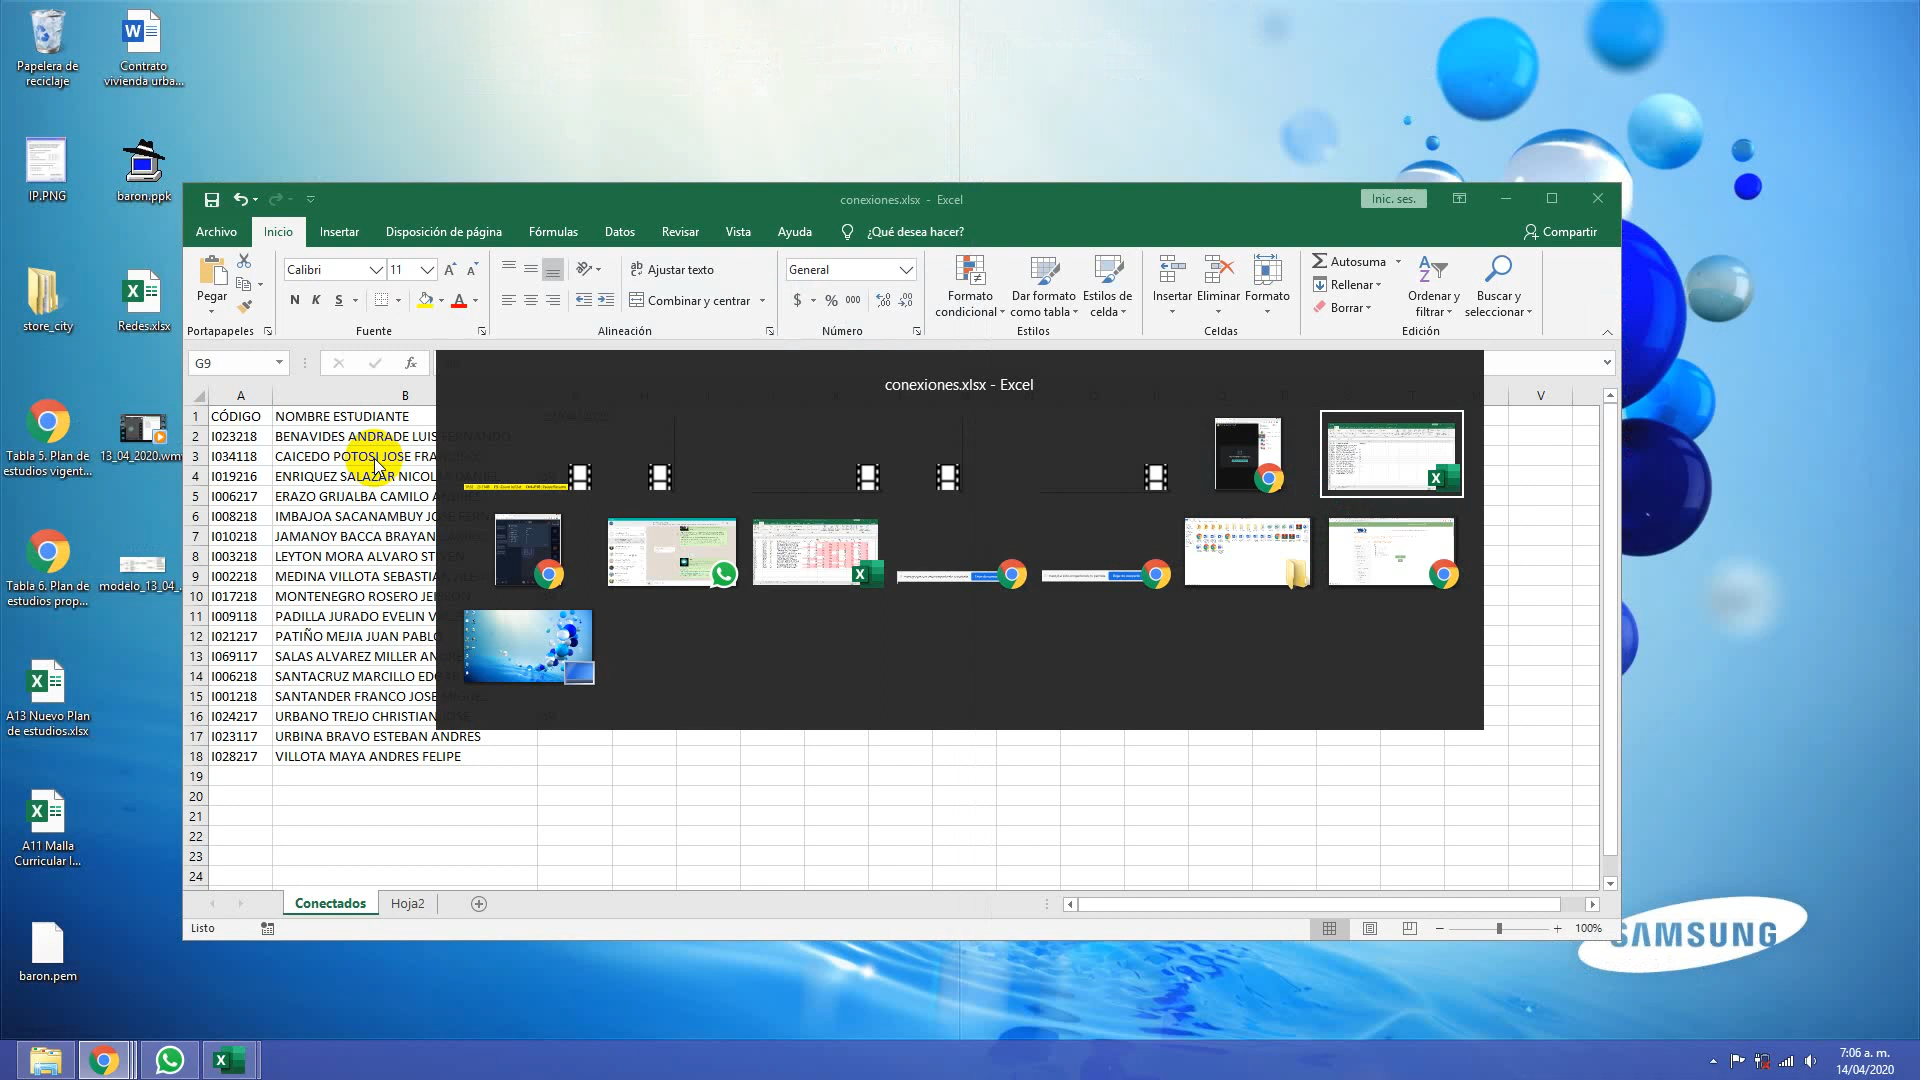 Papelera de
reciclaje
Contrato
vivienda urba...
IP.PNG
baron.ppk
store_city
Redes.xlsx
Tabla 5. Plan de
estudios vigent...
13_04_2020.wm
Tabla 6. Plan de
estudios prop...
modelo_13_04_.
A13 Nuevo Plan
de estudios.xlsx
A11 Malla
Curricular I...
baron.pem
conexiones.xlsx - Excel
Inic. ses.
Archivo
Inicio
Insertar
Disposición de página
Fórmulas
Datos
Revisar
Vista
Ayuda
¿Qué desea hacer?
Compartir
Pegar
Portapapeles
Calibri
11
N K S
Fuente
Ajustar texto
Combinar y centrar
Alineación
General
$ % 000
Número
Formato
condicional
Dar formato
como tabla
Estilos de
celda
Estilos
Insertar
Eliminar
Formato
Celdas
Autosuma
Rellenar
Borrar
Ordenar y
filtrar
Buscar y
seleccionar
Edición
G9
fx
conexiones.xlsx - Excel
A B V
1 CÓDIGO NOMBRE ESTUDIANTE
2 I023218 BENAVIDES ANDRADE LUIS FERNANDO
3 I034118 CAICEDO POTOSI JOSE FRAN
4 I019216 ENRIQUEZ SALAZAR NICOL
5 I006217 ERAZO GRIJALBA CAMILO AN
6 I008218 IMBAJOA SACANAMBUY JO
7 I010218 JAMANOY BACCA BRAYAN
8 I003218 LEYTON MORA ALVARO STEVEN
9 I002218 MEDINA VILLOTA SEBASTIA
10 I017218 MONTENEGRO ROSERO JE
11 I009118 PADILLA JURADO EVELIN
12 I021217 PATIÑO MEJIA JUAN PABLO
13 I069117 SALAS ALVAREZ MILLER AN
14 I006218 SANTACRUZ MARCILLO ED
15 I001218 SANTANDER FRANCO JOSE
16 I024217 URBANO TREJO CHRISTIAN
17 I023117 URBINA BRAVO ESTEBAN ANDRES
18 I028217 VILLOTA MAYA ANDRES FELIPE
19
20
21
22
23
24
Conectados
Hoja2
Listo
100%
SAMSUNG
7:06 a. m.
14/04/2020